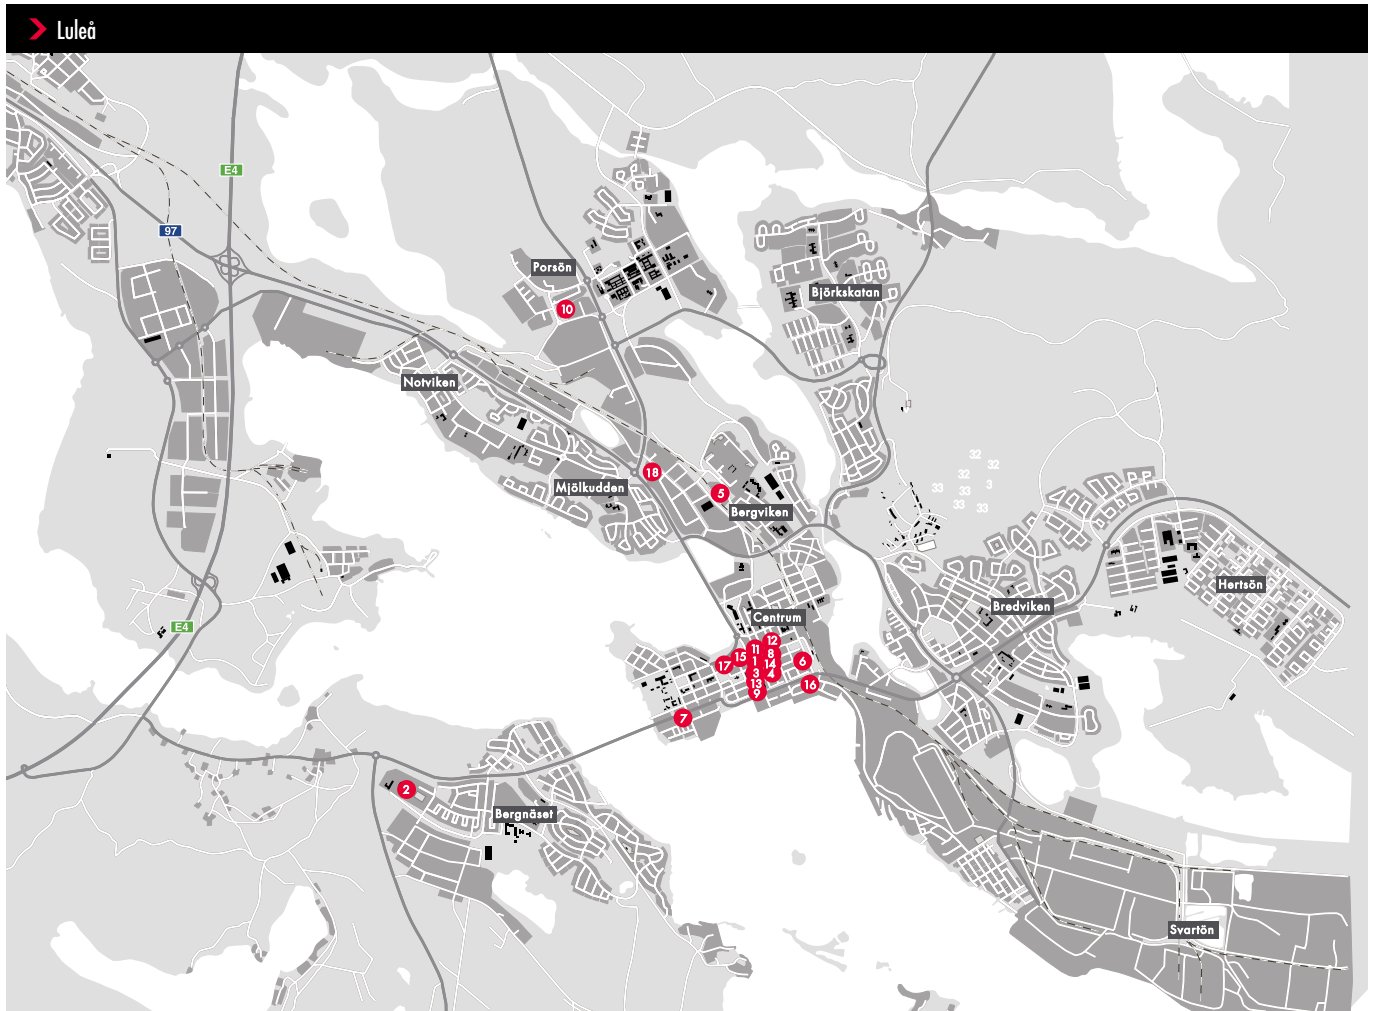 Luleå
E4
97
Porsön
Björkskatan
10
Notviken
32
32
32
33
33
3
33
33
18
5
Mjölkudden
Bergviken
Hertsön
Bredviken
Centrum
E4
12
11
8
15
1
6
17
14
3
4
13
16
9
7
2
Bergnäset
Svartön